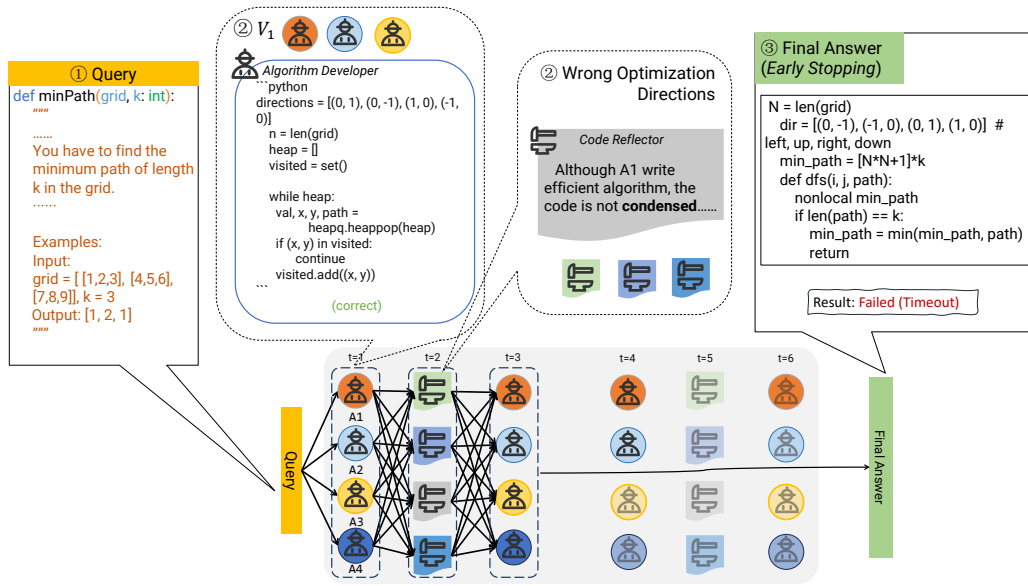 ① Query
def minPath(grid, k: int):
"""
......
You have to find the
minimum path of length
k in the grid.
......
Examples:
Input:
grid = [ [1,2,3], [4,5,6],
[7,8,9]], k = 3
Output: [1, 2, 1]
"""
② V1
Algorithm Developer
```python
directions = [(0, 1), (0, -1), (1, 0), (-1,
0)]
n = len(grid)
heap = []
visited = set()
while heap:
val, x, y, path =
heapq.heappop(heap)
if (x, y) in visited:
continue
visited.add((x, y))
```
(correct)
② Wrong Optimization
Directions
Code Reflector
Although A1 write
efficient algorithm, the
code is not condensed......
③ Final Answer
(Early Stopping)
N = len(grid)
dir = [(0, -1), (-1, 0), (0, 1), (1, 0)] #
left, up, right, down
min_path = [N*N+1]*k
def dfs(i, j, path):
nonlocal min_path
if len(path) == k:
min_path = min(min_path, path)
return
Result: Failed (Timeout)
t=1 t=2 t=3 t=4 t=5 t=6
A1
A2
A3
A4
Query
Final Answer